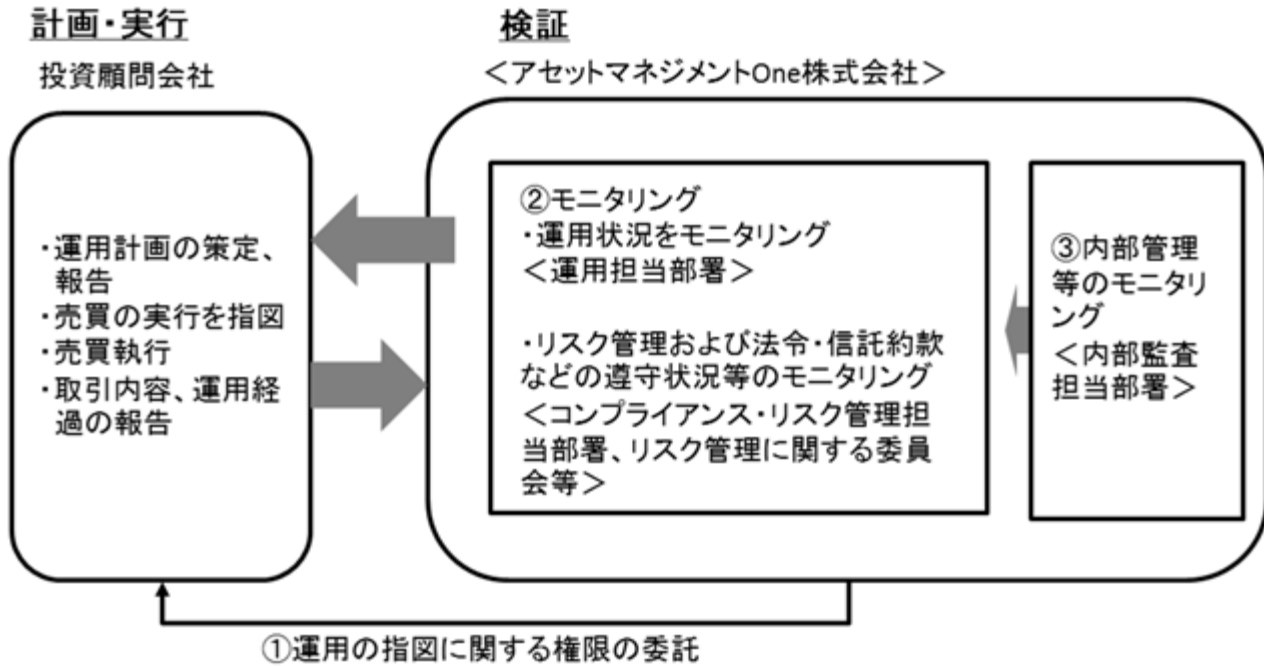 計画・実行
投資顧問会社
・運用計画の策定、
報告
・売買の実行を指図
・売買執行
・取引内容、運用経
過の報告
検証
＜アセットマネジメントOne株式会社＞
②モニタリング
・運用状況をモニタリング
＜運用担当部署＞
・リスク管理および法令・信託約款
などの遵守状況等のモニタリング
＜コンプライアンス・リスク管理担
当部署、リスク管理に関する委員
会等＞
③内部管理
等のモニタリ
ング
＜内部監査
担当部署＞
①運用の指図に関する権限の委託